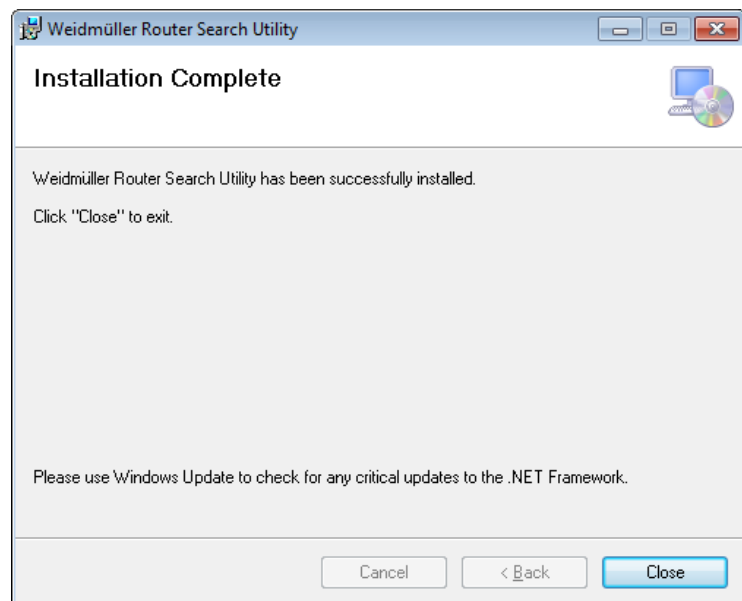 Weidmüller Router Search Utility
Installation Complete
Weidmüller Router Search Utility has been successfully installed.
Click "Close" to exit.
Please use Windows Update to check for any critical updates to the .NET Framework.
Cancel
< Back
Close